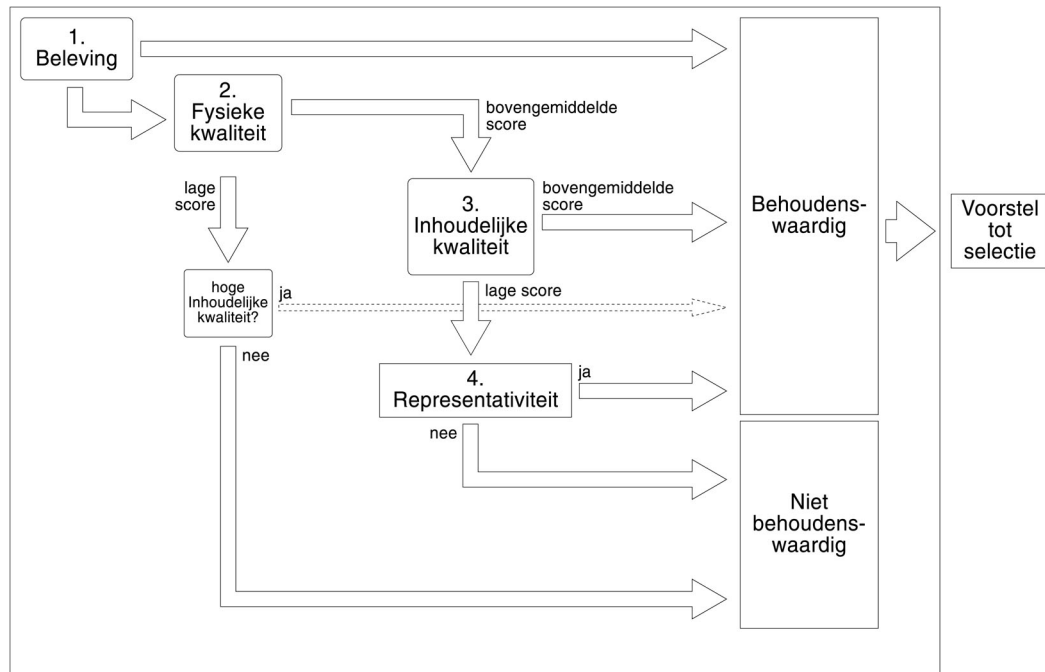 1.
Beleving
2.
Fysieke
kwaliteit
bovengemiddelde
score
lage
score
3.
Inhoudelijke
kwaliteit
bovengemiddelde
score
Behoudens-
waardig
Voorstel
tot
selectie
hoge
Inhoudelijke
kwaliteit?
ja
lage score
nee
4.
Representativiteit
ja
nee
Niet
behoudens-
waardig